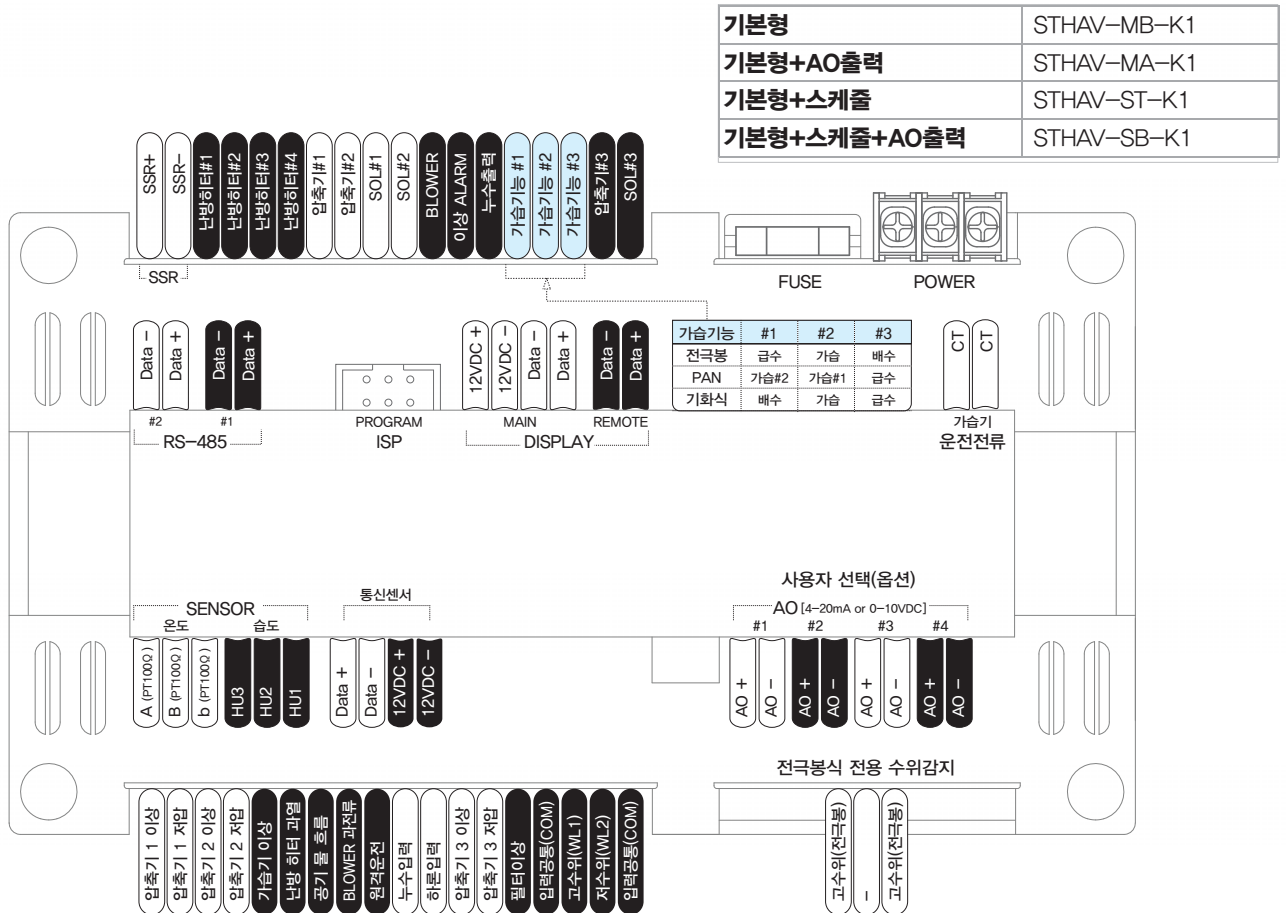 기본형 STHAV-MB-K1
기본형+AO출력 STHAV-MA-K1
기본형+스케줄 STHAV-ST-K1
기본형+스케줄+AO출력 STHAV-SB-K1
SSR+
SSR-
난방히터#1
난방히터#2
난방히터#3
난방히터#4
압축기#1
압축기#2
SOL#1
SOL#2
BLOWER
이상 ALARM
누수출력
가습기능 #1
가습기능 #2
가습기능 #3
압축기#3
SOL#3
SSR
FUSE
POWER
Data -
Data +
Data -
Data +
#2 #1
RS-485
PROGRAM
ISP
12VDC +
12VDC -
Data -
Data +
Data -
Data +
MAIN REMOTE
DISPLAY
가습기능 #1 #2 #3
전극봉 급수 가습 배수
PAN 가습#2 가습#1 급수
기화식 배수 가습 급수
CT
CT
가습기
운전전류
SENSOR
온도 습도
A (PT100Ω)
B (PT100Ω)
b (PT100Ω)
HU3
HU2
HU1
통신센서
Data +
Data -
12VDC +
12VDC -
사용자 선택(옵션)
AO [4-20mA or 0-10VDC]
#1 #2 #3 #4
AO +
AO -
AO +
AO -
AO +
AO -
AO +
AO -
전극봉식 전용 수위감지
압축기 1 이상
압축기 1 저압
압축기 2 이상
압축기 2 저압
가습기 이상
난방 히터 과열
공기 물 흐름
BLOWER 과전류
원격운전
누수입력
하론입력
압축기 3 이상
압축기 3 저압
필터이상
입력공통(COM)
고수위(WL1)
저수위(WL2)
입력공통(COM)
고수위(전극봉)
-
고수위(전극봉)